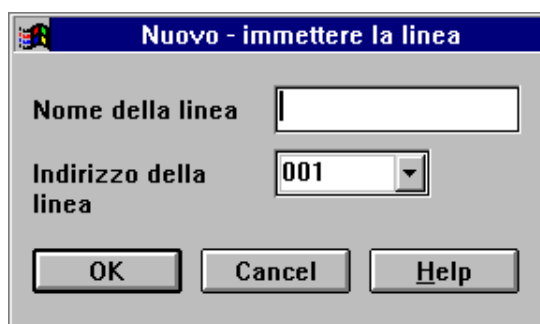 Nuovo - immettere la linea
Nome della linea
Indirizzo della
linea
001
OK Cancel Help